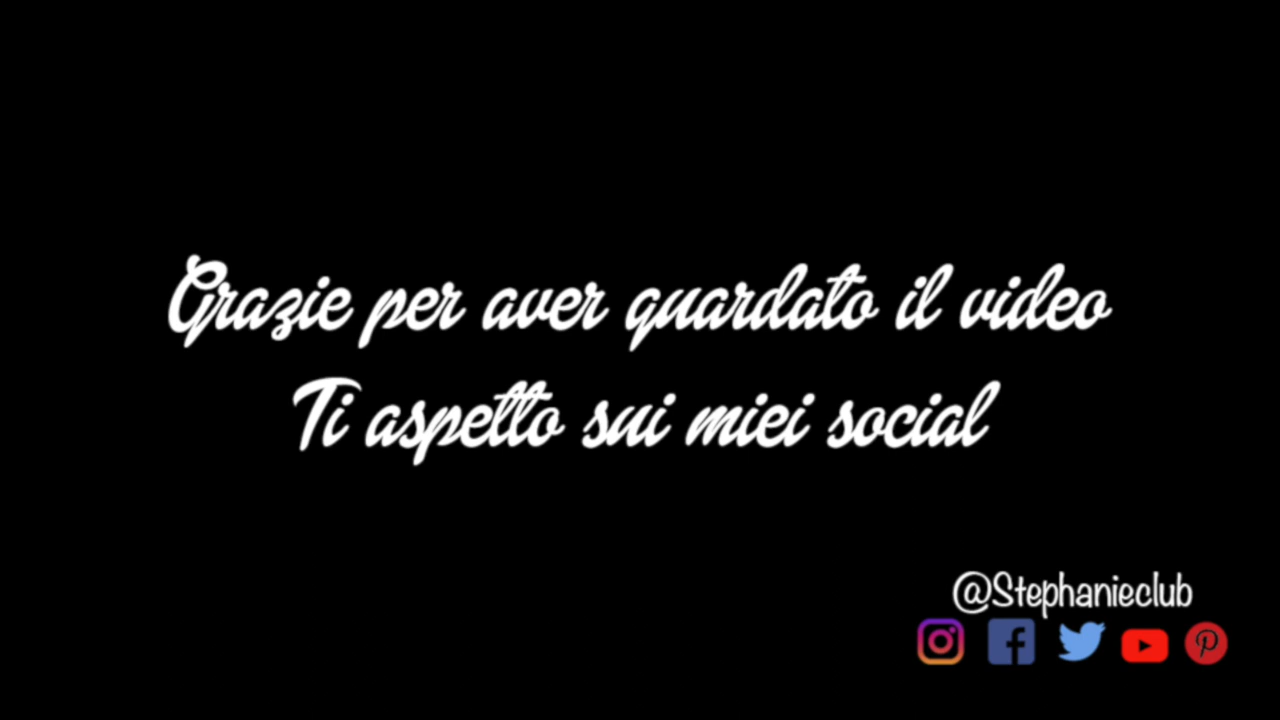 Grazie per aver guardato il video
Ti aspetto sui miei social
@Stephanieclub